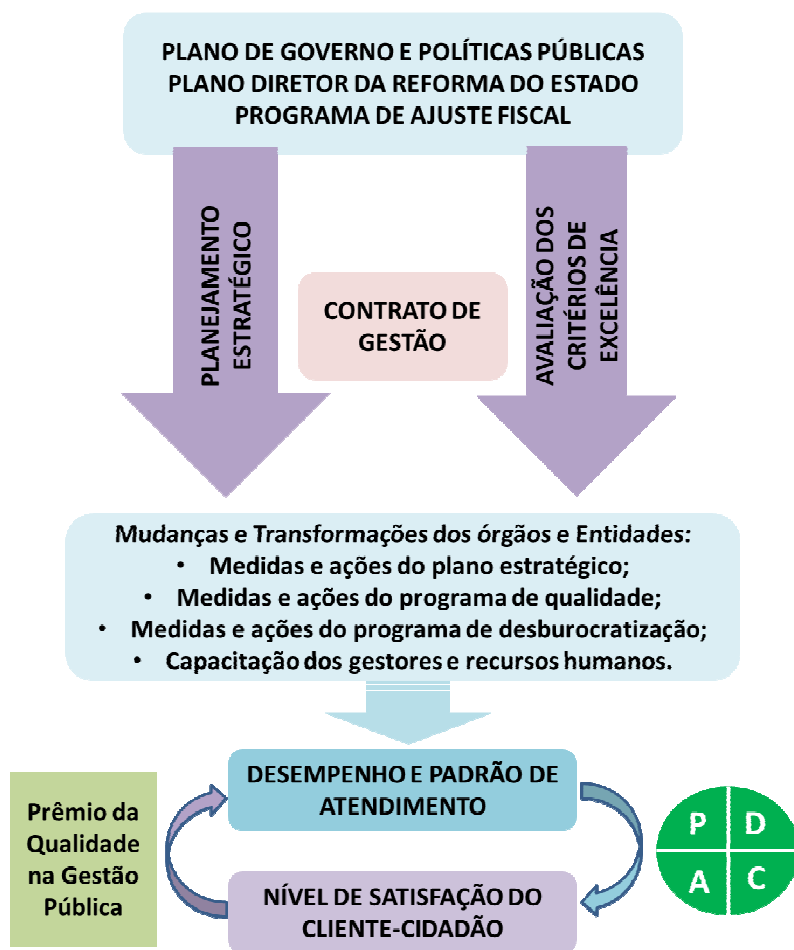 PLANO DE GOVERNO E POLÍTICAS PÚBLICAS
PLANO DIRETOR DA REFORMA DO ESTADO
PROGRAMA DE AJUSTE FISCAL
PLANEJAMENTO
ESTRATÉGICO
CONTRATO DE
GESTÃO
AVALIAÇÃO DOS
CRITÉRIOS DE
EXCELÊNCIA
Mudanças e Transformações dos órgãos e Entidades:
• Medidas e ações do plano estratégico;
• Medidas e ações do programa de qualidade;
• Medidas e ações do programa de desburocratização;
• Capacitação dos gestores e recursos humanos.
DESEMPENHO E PADRÃO DE
ATENDIMENTO
Prêmio da
Qualidade
na Gestão
Pública
P D
A C
NÍVEL DE SATISFAÇÃO DO
CLIENTE-CIDADÃO